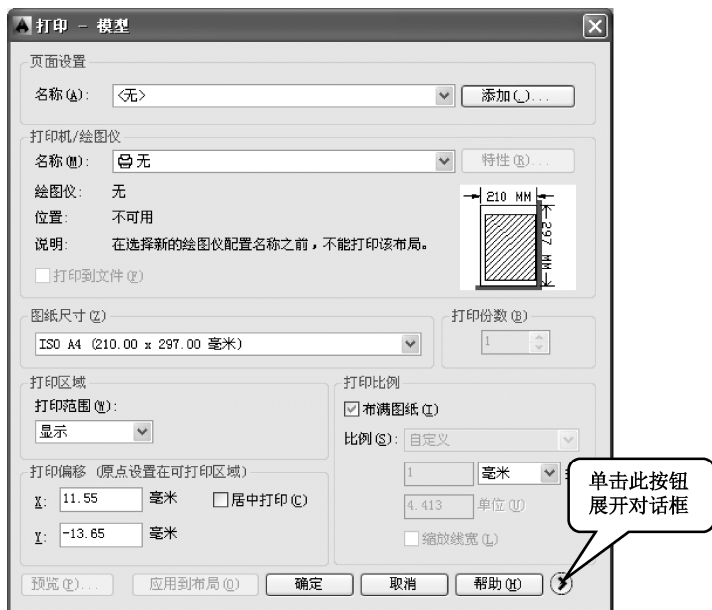 打印 - 模型
页面设置
名称(A): <无> 添加(.)...
打印机/绘图仪
名称(M): 无 特性(R)...
绘图仪: 无
位置: 不可用
说明: 在选择新的绘图仪配置名称之前，不能打印该布局。
打印到文件(F)
210 MM
297 MM
图纸尺寸(Z)
ISO A4 (210.00 x 297.00 毫米)
打印份数(B)
1
打印区域
打印范围(W):
显示
打印偏移 (原点设置在可打印区域)
X: 11.55 毫米 居中打印(C)
Y: -13.65 毫米
打印比例
布满图纸(I)
比例(S): 自定义
1 毫米
4.413 单位(U)
缩放线宽(L)
单击此按钮
展开对话框
预览(P)... 应用到布局(O) 确定 取消 帮助(H)